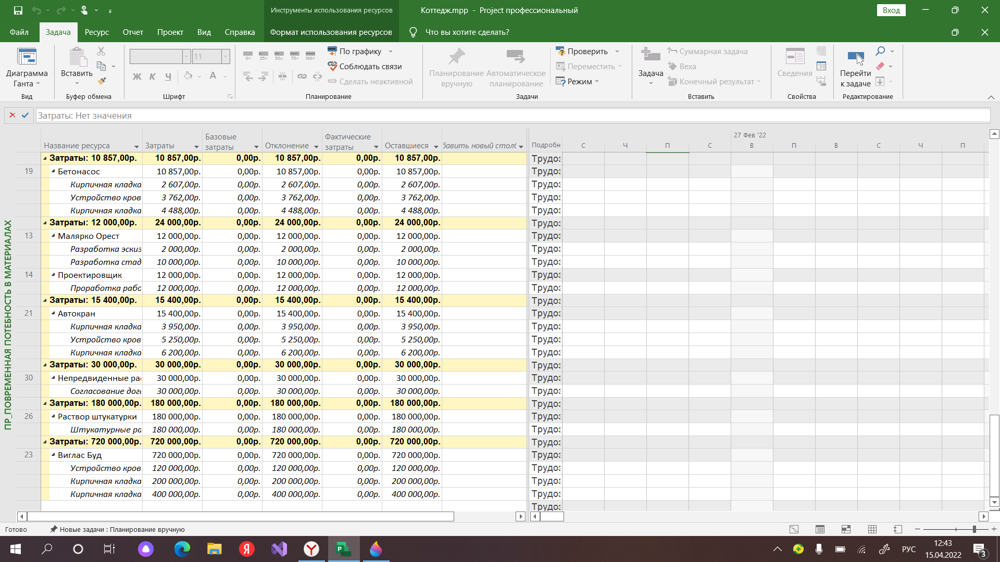 Инструменты использования ресурсов
Коттедж.mpp - Project профессиональный
Вход
Файл Задача Ресурс Отчет Проект Вид Справка Формат использования ресурсов Что вы хотите сделать?
Диаграмма Ганта
Вид
Вставить
Буфер обмена
11
Ж К Ч А
Шрифт
0% 25% 50% 75% 100%
По графику
Соблюдать связи
Сделать неактивной
Планирование
Планирование вручную
Автоматическое планирование
Проверить
Переместить
Режим
Задачи
Задача
Суммарная задача
Веха
Конечный результат
Вставить
Сведения
Свойства
Перейти к задаче
Редактирование
Затраты: Нет значения
ПР_ПОВРЕМЕННАЯ ПОТЕБНОСТЬ В МАТЕРИАЛАХ
Название ресурса Затраты Базовые затраты Отклонение Фактические затраты Оставшиеся бавить новый столб Подробн
27 Фев '22
С Ч П С В П В С Ч П
Затраты: 10 857,00р. 10 857,00р. 0,00р. 10 857,00р. 0,00р. 10 857,00р. Трудоз
19 Бетонасос 10 857,00р. 0,00р. 10 857,00р. 0,00р. 10 857,00р. Трудоз
Кирпичная кладка 2 607,00р. 0,00р. 2 607,00р. 0,00р. 2 607,00р. Трудоз
Устройство кров 3 762,00р. 0,00р. 3 762,00р. 0,00р. 3 762,00р. Трудоз
Кирпичная кладка 4 488,00р. 0,00р. 4 488,00р. 0,00р. 4 488,00р. Трудоз
Затраты: 12 000,00р. 24 000,00р. 0,00р. 24 000,00р. 0,00р. 24 000,00р. Трудоз
13 Малярко Орест 12 000,00р. 0,00р. 12 000,00р. 0,00р. 12 000,00р. Трудоз
Разработка эскиз 2 000,00р. 0,00р. 2 000,00р. 0,00р. 2 000,00р. Трудоз
Разработка стад 10 000,00р. 0,00р. 10 000,00р. 0,00р. 10 000,00р. Трудоз
14 Проектировщик 12 000,00р. 0,00р. 12 000,00р. 0,00р. 12 000,00р. Трудоз
Проработка рабо 12 000,00р. 0,00р. 12 000,00р. 0,00р. 12 000,00р. Трудоз
Затраты: 15 400,00р. 15 400,00р. 0,00р. 15 400,00р. 0,00р. 15 400,00р. Трудоз
21 Автокран 15 400,00р. 0,00р. 15 400,00р. 0,00р. 15 400,00р. Трудоз
Кирпичная кладка 3 950,00р. 0,00р. 3 950,00р. 0,00р. 3 950,00р. Трудоз
Устройство кров 5 250,00р. 0,00р. 5 250,00р. 0,00р. 5 250,00р. Трудоз
Кирпичная кладка 6 200,00р. 0,00р. 6 200,00р. 0,00р. 6 200,00р. Трудоз
Затраты: 30 000,00р. 30 000,00р. 0,00р. 30 000,00р. 0,00р. 30 000,00р. Трудоз
30 Непредвиденные ра 30 000,00р. 0,00р. 30 000,00р. 0,00р. 30 000,00р. Трудоз
Согласование дого 30 000,00р. 0,00р. 30 000,00р. 0,00р. 30 000,00р. Трудоз
Затраты: 180 000,00р. 180 000,00р. 0,00р. 180 000,00р. 0,00р. 180 000,00р. Трудоз
26 Раствор штукатурки 180 000,00р. 0,00р. 180 000,00р. 0,00р. 180 000,00р. Трудоз
Штукатурные ра 180 000,00р. 0,00р. 180 000,00р. 0,00р. 180 000,00р. Трудоз
Затраты: 720 000,00р. 720 000,00р. 0,00р. 720 000,00р. 0,00р. 720 000,00р. Трудоз
23 Виглас Буд 720 000,00р. 0,00р. 720 000,00р. 0,00р. 720 000,00р. Трудоз
Устройство кров 120 000,00р. 0,00р. 120 000,00р. 0,00р. 120 000,00р. Трудоз
Кирпичная кладка 200 000,00р. 0,00р. 200 000,00р. 0,00р. 200 000,00р. Трудоз
Кирпичная кладка 400 000,00р. 0,00р. 400 000,00р. 0,00р. 400 000,00р. Трудоз
Трудоз
Готово Новые задачи : Планирование вручную
РУС
12:43
15.04.2022
3